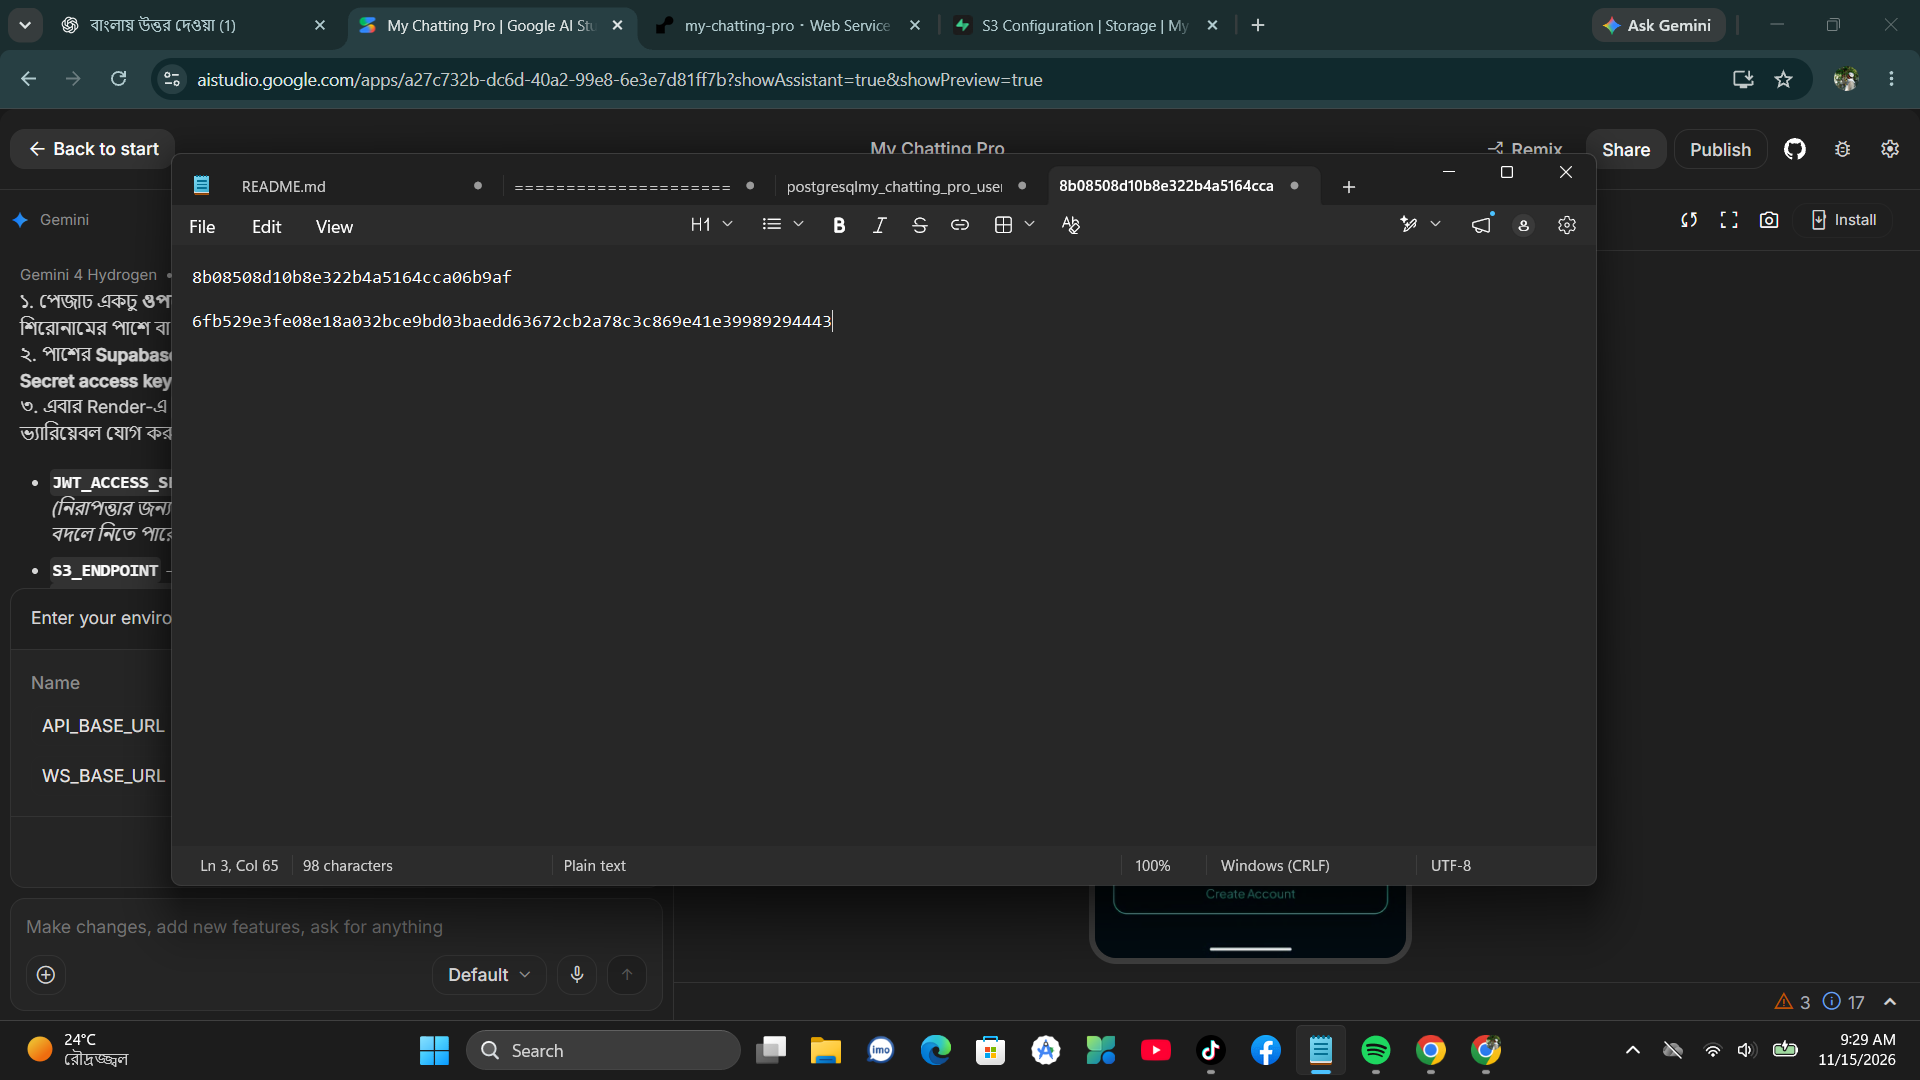 বাংলায় উত্তর দেওয়া (1)
My Chatting Pro | Google AI Stu
my-chatting-pro · Web Service
S3 Configuration | Storage | My
Ask Gemini
aistudio.google.com/apps/a27c732b-dc6d-40a2-99e8-6e3e7d81ff7b?showAssistant=true&showPreview=true
Back to start
My Chatting Pro
Remix
Share
Publish
README.md
=====================
postgresqlmy_chatting_pro_user
8b08508d10b8e322b4a5164cca
Gemini
File
Edit
View
H1
Install
Gemini 4 Hydrogen •
১. পেজটি একটু ওপ
শিরোনামের পাশে বা
২. পাশের Supabas
Secret access key
৩. এবার Render-এ
ভ্যারিয়েবল যোগ কর
8b08508d10b8e322b4a5164cca06b9af
6fb529e3fe08e18a032bce9bd03baedd63672cb2a78c3c869e41e39989294443
• JWT_ACCESS_S
(নিরাপত্তার জন্য
বদলে নিতে পারে
• S3_ENDPOINT –
Enter your enviro
Name
API_BASE_URL
WS_BASE_URL
Ln 3, Col 65
98 characters
Plain text
100%
Windows (CRLF)
UTF-8
Create Account
Make changes, add new features, ask for anything
Default
3
17
24°C
রৌদ্রজ্জ্বল
Search
imo
9:29 AM
11/15/2026